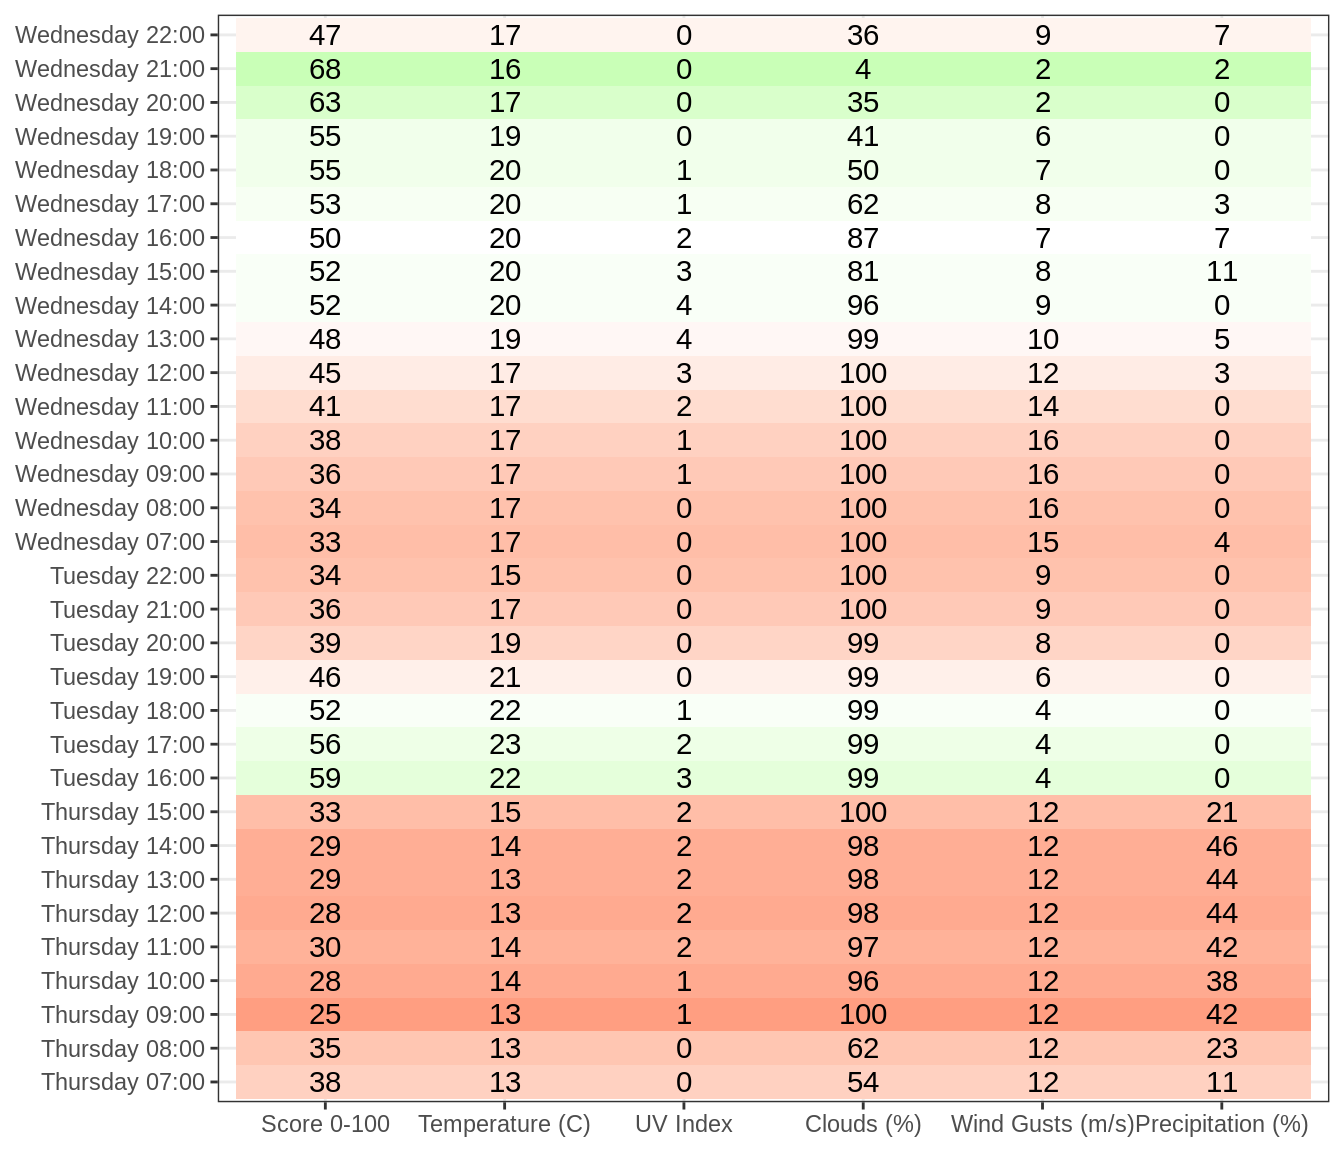 Wednesday 22:00 47 17 0 36 9 7
Wednesday 21:00 68 16 0 4 2 2
Wednesday 20:00 63 17 0 35 2 0
Wednesday 19:00 55 19 0 41 6 0
Wednesday 18:00 55 20 1 50 7 0
Wednesday 17:00 53 20 1 62 8 3
Wednesday 16:00 50 20 2 87 7 7
Wednesday 15:00 52 20 3 81 8 11
Wednesday 14:00 52 20 4 96 9 0
Wednesday 13:00 48 19 4 99 10 5
Wednesday 12:00 45 17 3 100 12 3
Wednesday 11:00 41 17 2 100 14 0
Wednesday 10:00 38 17 1 100 16 0
Wednesday 09:00 36 17 1 100 16 0
Wednesday 08:00 34 17 0 100 16 0
Wednesday 07:00 33 17 0 100 15 4
Tuesday 22:00 34 15 0 100 9 0
Tuesday 21:00 36 17 0 100 9 0
Tuesday 20:00 39 19 0 99 8 0
Tuesday 19:00 46 21 0 99 6 0
Tuesday 18:00 52 22 1 99 4 0
Tuesday 17:00 56 23 2 99 4 0
Tuesday 16:00 59 22 3 99 4 0
Thursday 15:00 33 15 2 100 12 21
Thursday 14:00 29 14 2 98 12 46
Thursday 13:00 29 13 2 98 12 44
Thursday 12:00 28 13 2 98 12 44
Thursday 11:00 30 14 2 97 12 42
Thursday 10:00 28 14 1 96 12 38
Thursday 09:00 25 13 1 100 12 42
Thursday 08:00 35 13 0 62 12 23
Thursday 07:00 38 13 0 54 12 11
Score 0-100 Temperature (C) UV Index Clouds (%) Wind Gusts (m/s) Precipitation (%)